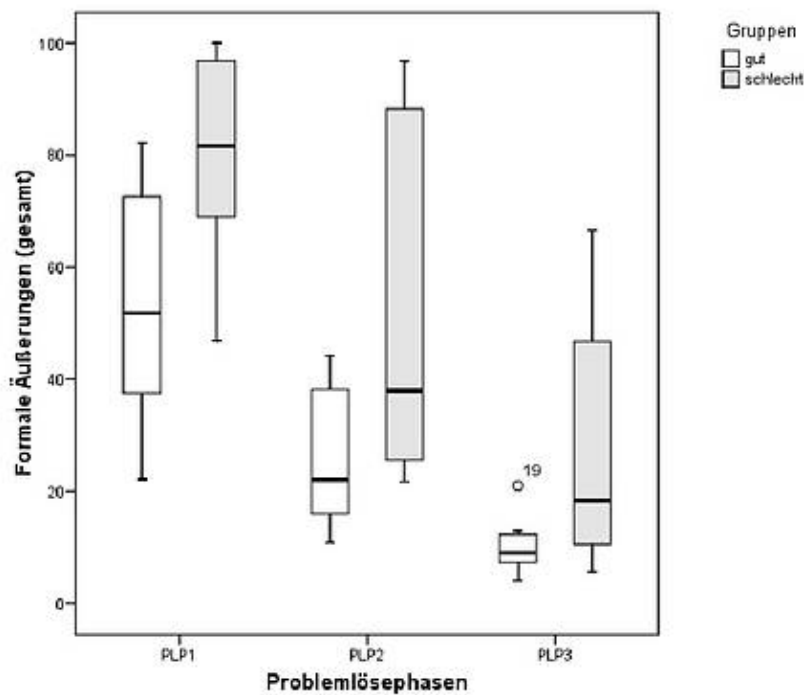 Gruppen
gut
schlecht
Formale Äußerungen (gesamt)
100
80
60
40
20
0
19
PLP1
PLP2
PLP3
Problemlösephasen